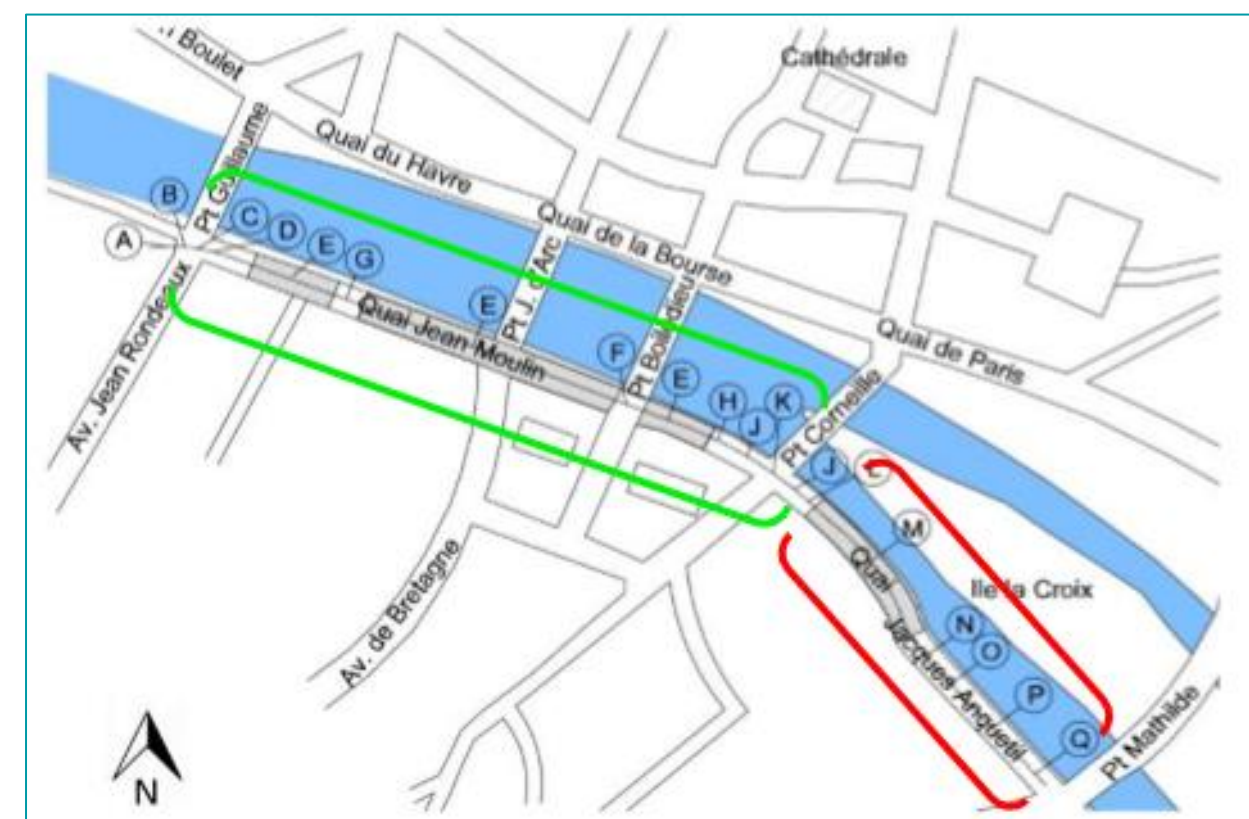 Boulet
Cathédrale
Pt Guillaume
Quai du Havre
B
A
C
D
E
G
Quai de la Bourse
Pt J. d'Arc
E
Quai Jean Moulin
Pt Boieldieu
F
E
H
J
K
Quai de Paris
Pt Corneille
Av. Jean Rondeaux
J
L
M
Quai
Jacques Anquetil
Ile la Croix
N
O
P
Q
Pt Mathilde
Av. de Bretagne
N